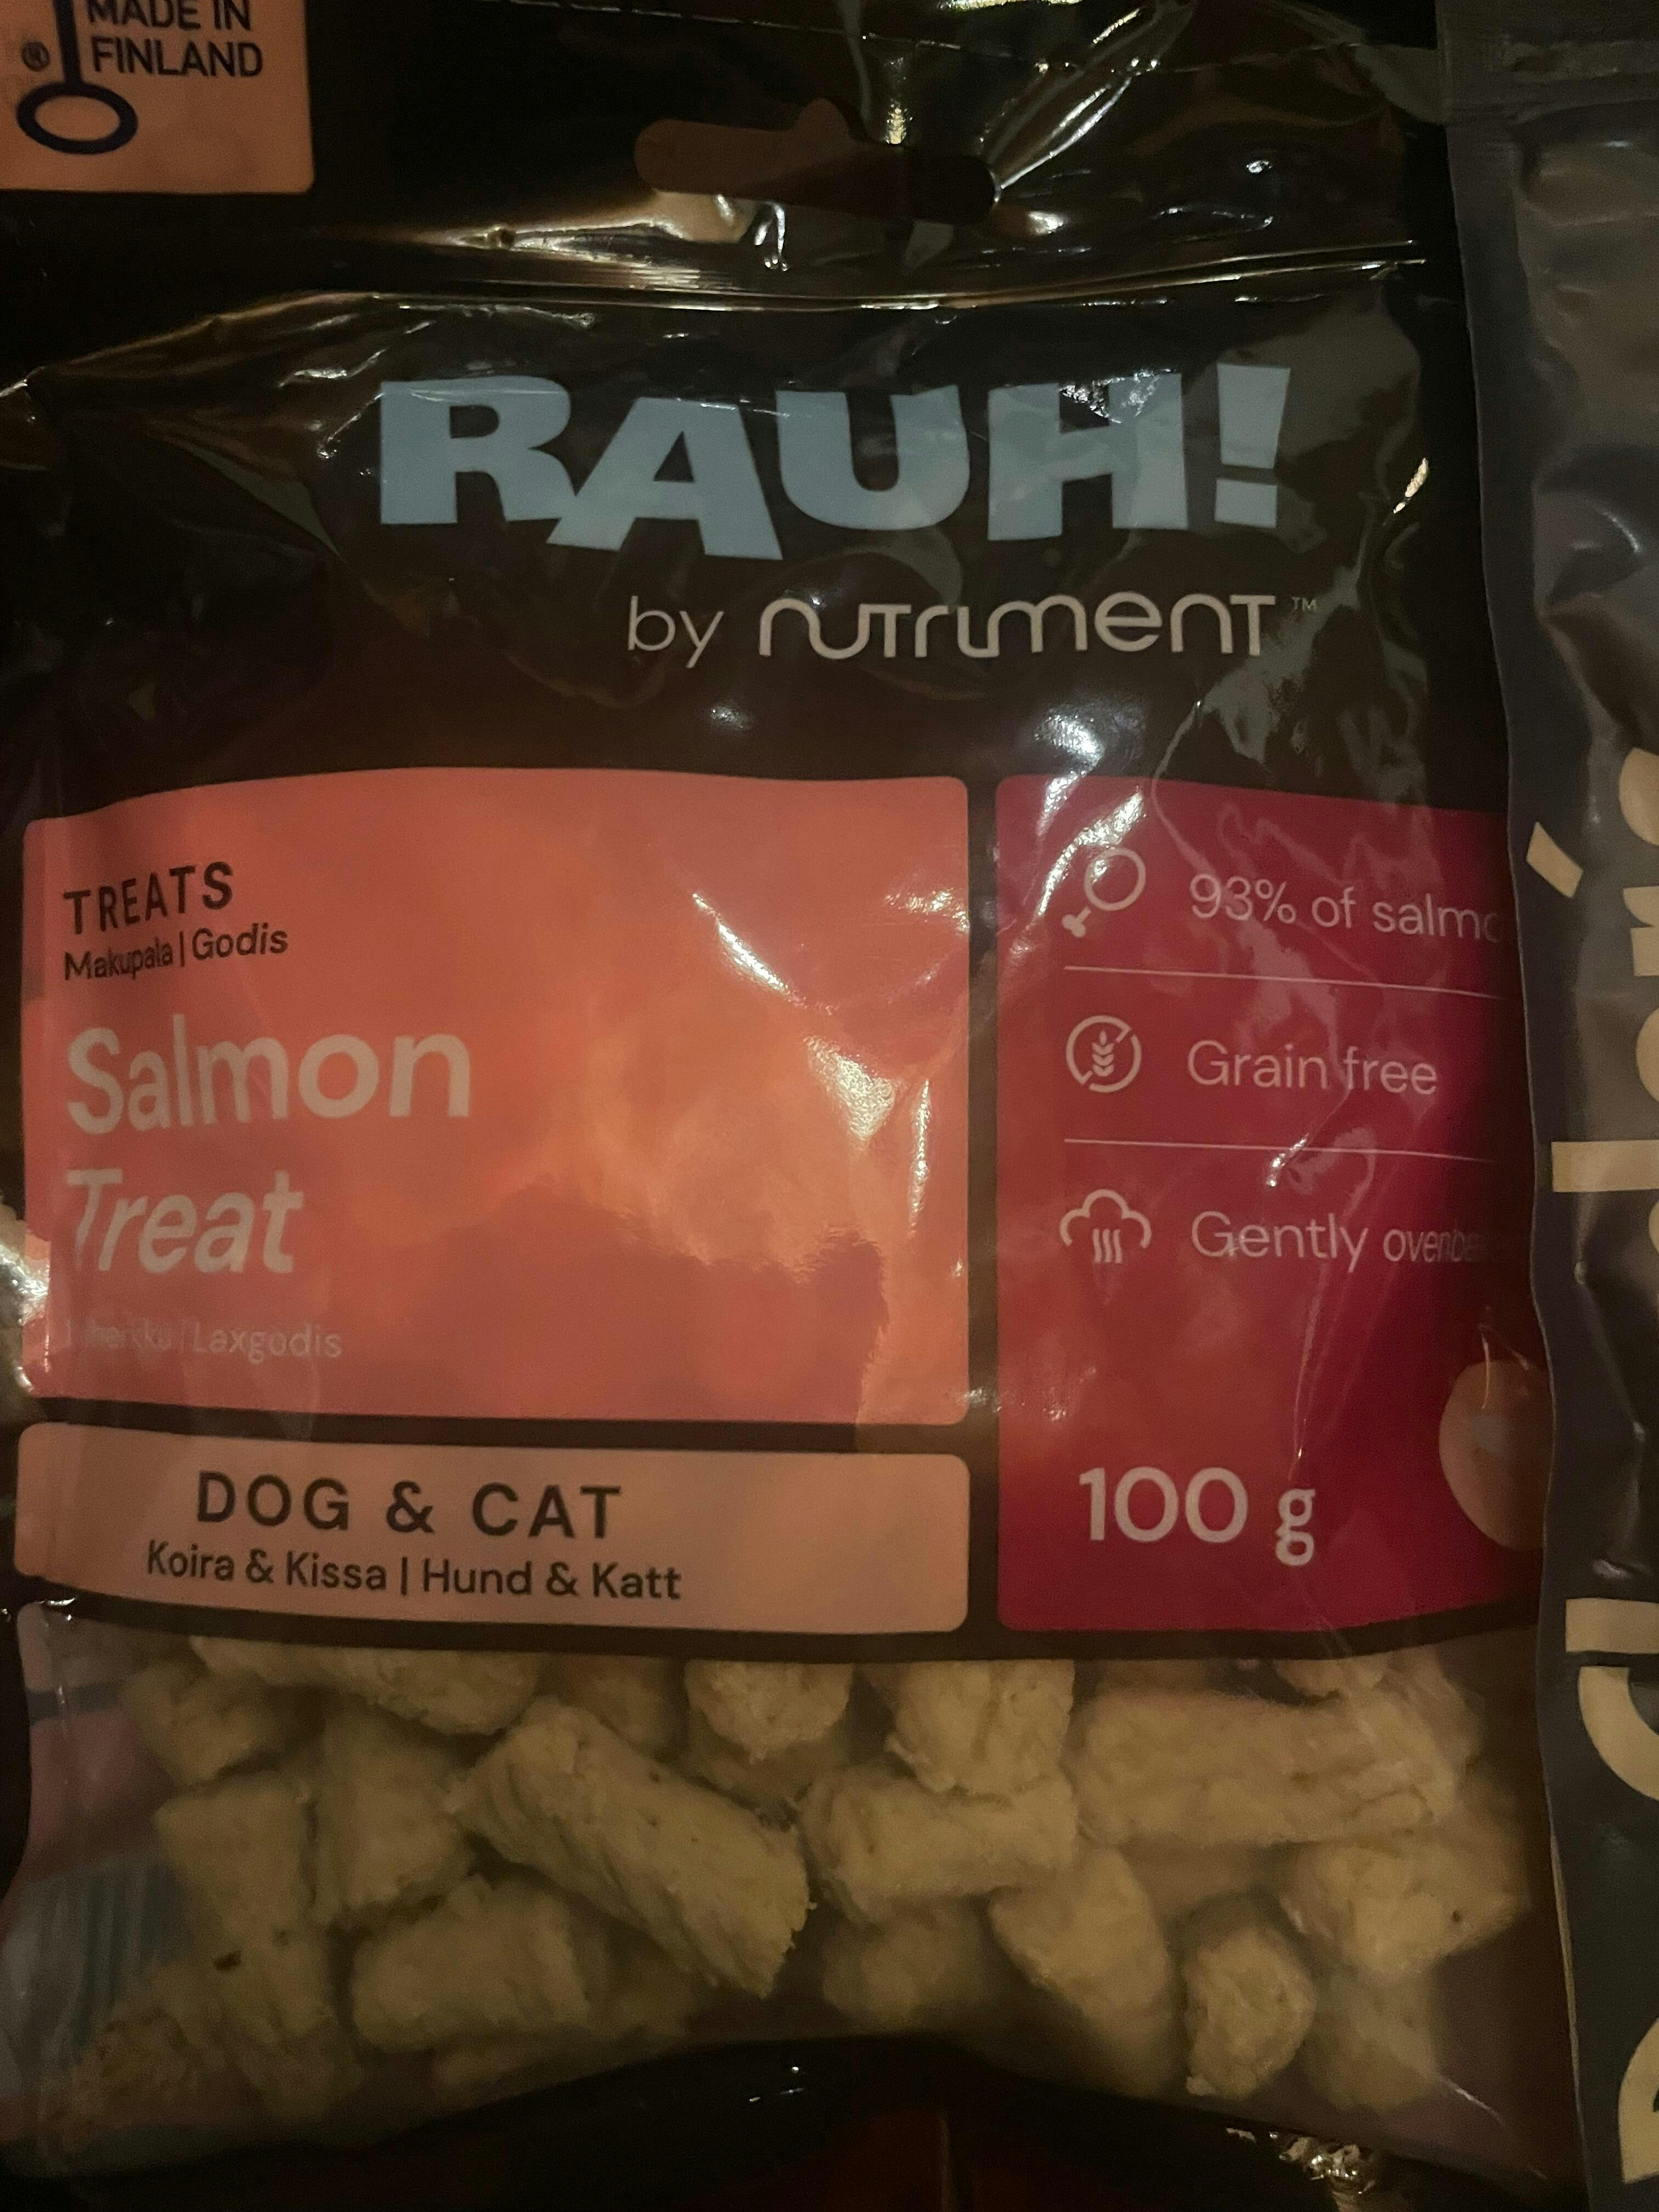 MADE IN
FINLAND
®
RAUH!
by nutriment™
TREATS
Makupala | Godis
Salmon
Treat
Laxgodis
93% of salmo
Grain free
Gently ovenba
100 g
DOG & CAT
Koira & Kissa | Hund & Katt